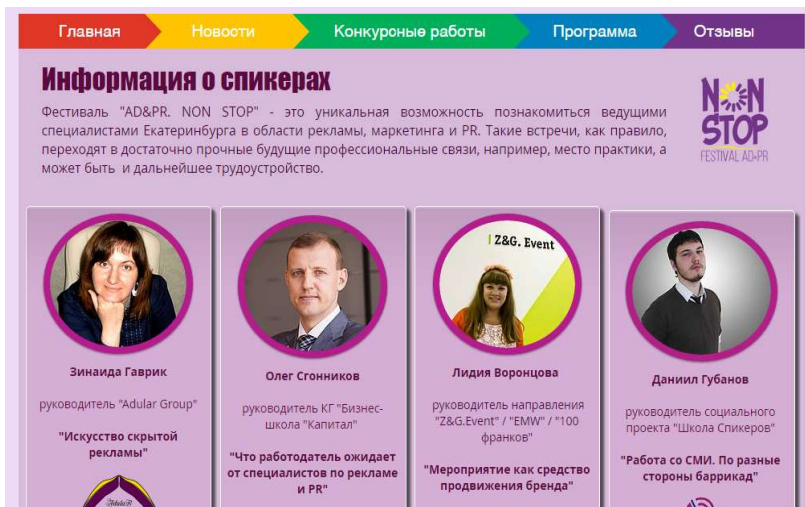 Главная Новости Конкурсные работы Программа Отзывы
Информация о спикерах
Фестиваль "AD&PR. NON STOP" - это уникальная возможность познакомиться ведущими
специалистами Екатеринбурга в области рекламы, маркетинга и PR. Такие встречи, как правило,
переходят в достаточно прочные будущие профессиональные связи, например, место практики, а
может быть и дальнейшее трудоустройство.
NON
STOP
FESTIVAL AD+PR
Зинаида Гаврик
руководитель "Adular Group"
"Искусство скрытой
рекламы"
AdulaR
Олег Сгонников
руководитель КГ "Бизнес-
школа "Капитал"
"Что работодатель ожидает
от специалистов по рекламе
и PR"
Z&G. Event
Лидия Воронцова
руководитель направления
"Z&G.Event" / "EMW" / "100
франков"
"Мероприятие как средство
продвижения бренда"
Даниил Губанов
руководитель социального
проекта "Школа Спикеров"
"Работа со СМИ. По разные
стороны баррикад"